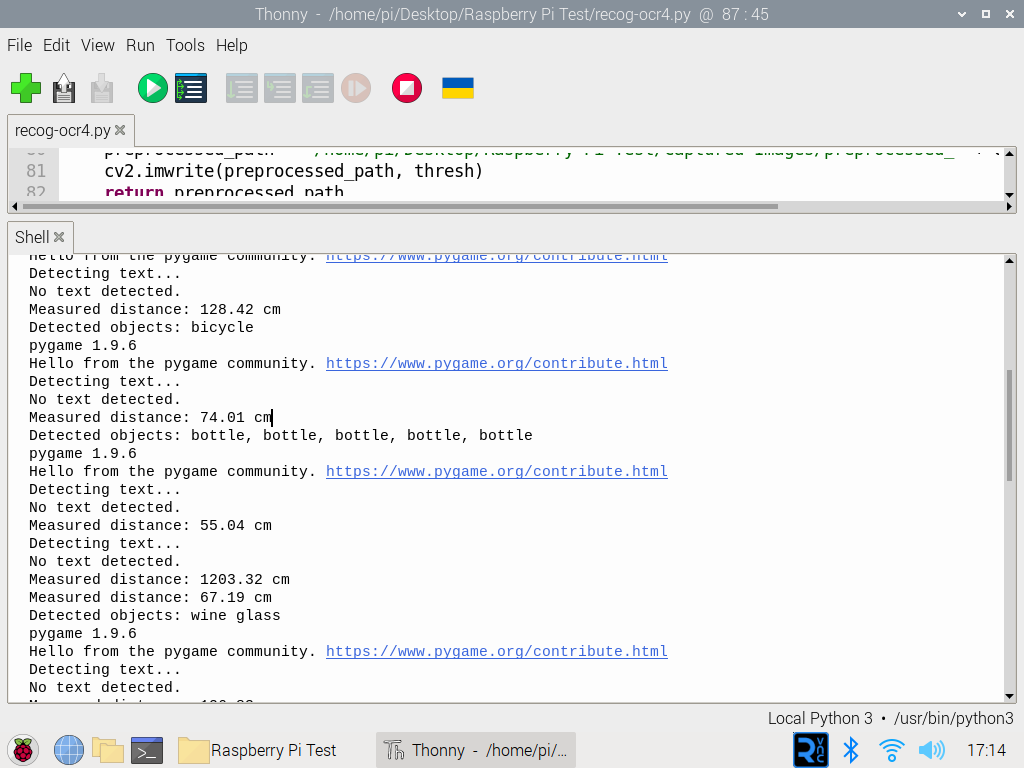 Thonny - /home/pi/Desktop/Raspberry Pi Test/recog-ocr4.py @ 87 : 45
File Edit View Run Tools Help
recog-ocr4.py
81 cv2.imwrite(preprocessed_path, thresh)
82 return preprocessed_path
Shell
Hello from the pygame community. https://www.pygame.org/contribute.html
Detecting text...
No text detected.
Measured distance: 128.42 cm
Detected objects: bicycle
pygame 1.9.6
Hello from the pygame community. https://www.pygame.org/contribute.html
Detecting text...
No text detected.
Measured distance: 74.01 cm
Detected objects: bottle, bottle, bottle, bottle, bottle
pygame 1.9.6
Hello from the pygame community. https://www.pygame.org/contribute.html
Detecting text...
No text detected.
Measured distance: 55.04 cm
Detecting text...
No text detected.
Measured distance: 1203.32 cm
Measured distance: 67.19 cm
Detected objects: wine glass
pygame 1.9.6
Hello from the pygame community. https://www.pygame.org/contribute.html
Detecting text...
No text detected.
Local Python 3 • /usr/bin/python3
Raspberry Pi Test
Thonny - /home/pi/...
17:14